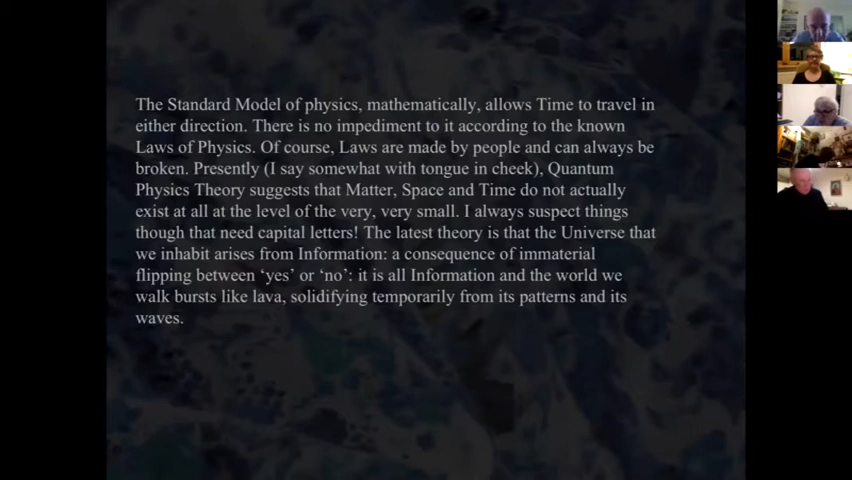 The Standard Model of physics, mathematically, allows Time to travel in
either direction. There is no impediment to it according to the known
Laws of Physics. Of course, Laws are made by people and can always be
broken. Presently (I say somewhat with tongue in cheek), Quantum
Physics Theory suggests that Matter, Space and Time do not actually
exist at all at the level of the very, very small. I always suspect things
though that need capital letters! The latest theory is that the Universe that
we inhabit arises from Information: a consequence of immaterial
flipping between ‘yes’ or ‘no’: it is all Information and the world we
walk bursts like lava, solidifying temporarily from its patterns and its
waves.